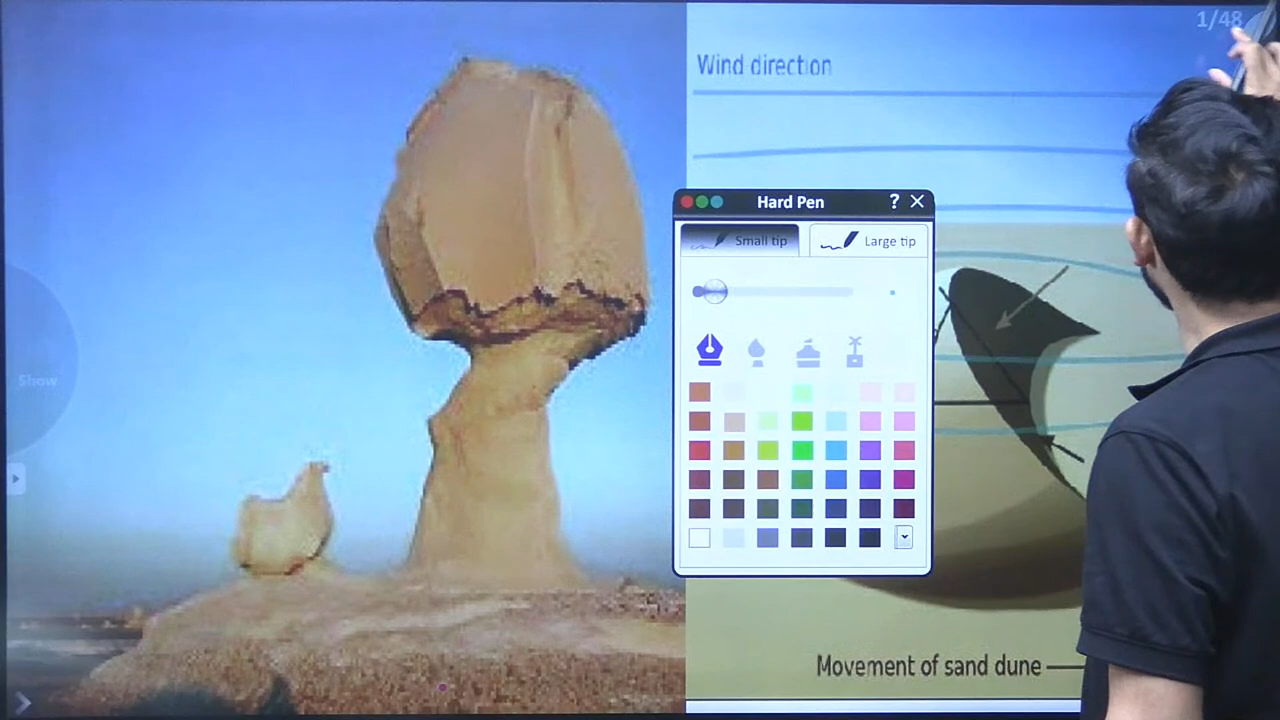 1/48
Wind direction
Hard Pen ? X
Small tip Large tip
Show
Movement of sand dune